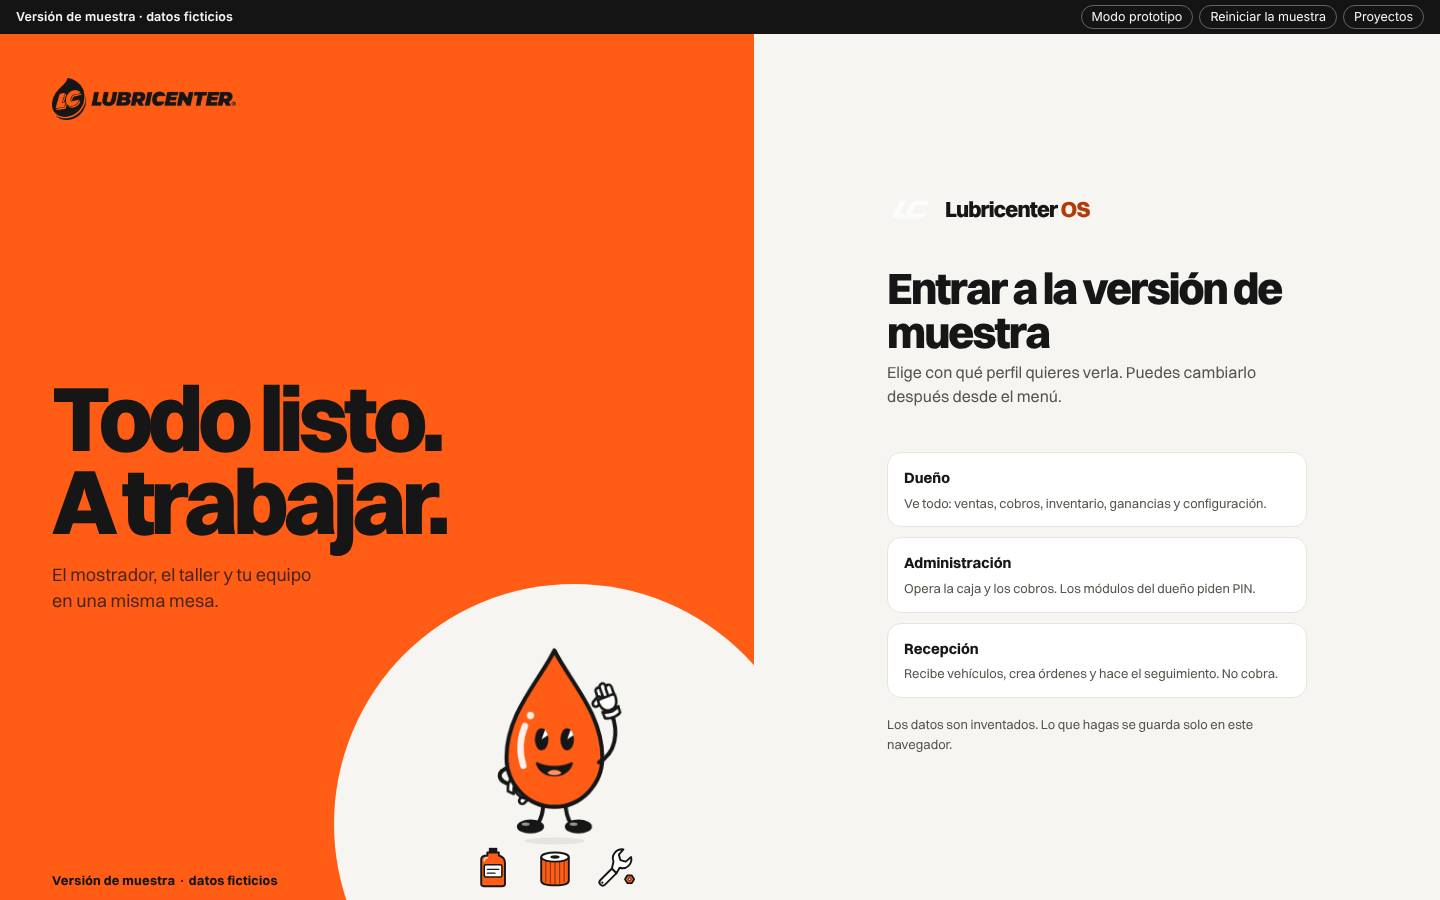 Versión de muestra · datos ficticios
Modo prototipo
Reiniciar la muestra
Proyectos
LC LUBRICENTER
Todo listo.
A trabajar.
El mostrador, el taller y tu equipo
en una misma mesa.
Versión de muestra · datos ficticios
LC Lubricenter OS
Entrar a la versión de
muestra
Elige con qué perfil quieres verla. Puedes cambiarlo
después desde el menú.
Dueño
Ve todo: ventas, cobros, inventario, ganancias y configuración.
Administración
Opera la caja y los cobros. Los módulos del dueño piden PIN.
Recepción
Recibe vehículos, crea órdenes y hace el seguimiento. No cobra.
Los datos son inventados. Lo que hagas se guarda solo en este
navegador.